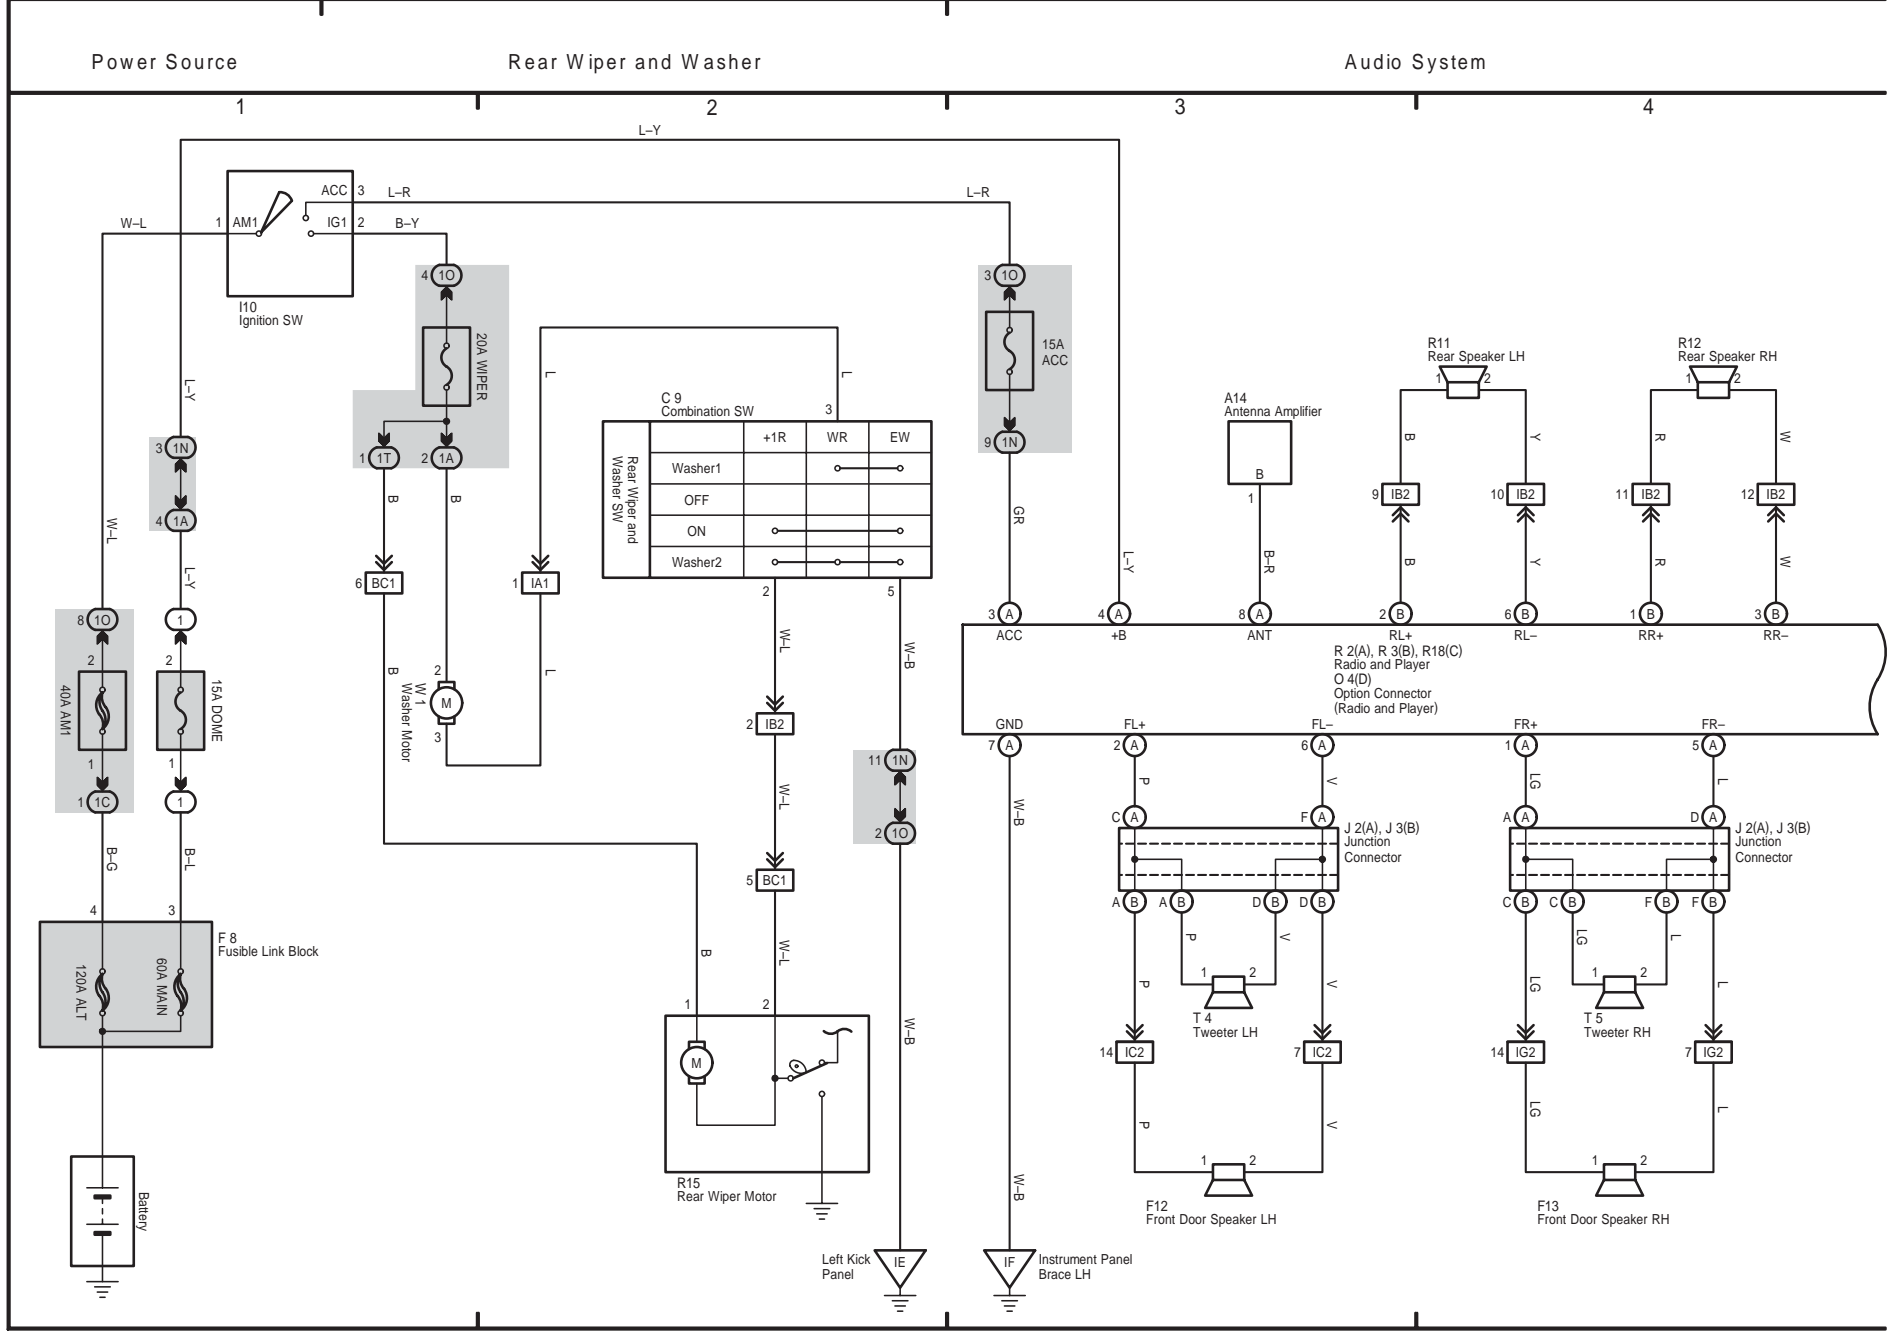 Power Source
Rear Wiper and Washer
Audio System
1
2
3
4
L–Y
ACC 3
L–R
L–R
W–L
1 AM1
IG1 2
B–Y
I10
Ignition SW
4 1O
20A WIPER
1 1T
2 1A
B
B
3 1O
15A
ACC
9 1N
GR
L–Y
3 1N
4 1A
L–Y
W–L
8 1O
2
40A AM1
1
1 1C
B–G
1
2
15A DOME
1
1
B–L
4
3
F 8
Fusible Link Block
120A ALT
60A MAIN
Battery
6 BC1
B
L
1 IA1
L
2
M
3
W 1
Washer Motor
L
C 9
Combination SW
3
Rear Wiper and
Washer SW
+1R
WR
EW
Washer1
OFF
ON
Washer2
2
5
W–L
W–B
2 IB2
W–L
5 BC1
W–L
11 1N
2 1O
W–B
B
1
2
M
R15
Rear Wiper Motor
Left Kick
Panel
IE
IF
Instrument Panel
Brace LH
A14
Antenna Amplifier
B
1
B–R
L–Y
R11
Rear Speaker LH
1
2
B
Y
9 IB2
10 IB2
B
Y
R12
Rear Speaker RH
1
2
R
W
11 IB2
12 IB2
R
W
3 A
4 A
8 A
2 B
6 B
1 B
3 B
ACC
+B
ANT
RL+
RL–
RR+
RR–
R 2(A), R 3(B), R18(C)
Radio and Player
O 4(D)
Option Connector
(Radio and Player)
GND
FL+
FL–
FR+
FR–
7 A
2 A
6 A
1 A
5 A
W–B
P
V
LG
L
C A
F A
J 2(A), J 3(B)
Junction
Connector
A A
D A
J 2(A), J 3(B)
Junction
Connector
A B
A B
D B
D B
C B
C B
F B
F B
P
V
LG
L
P
V
LG
L
1
2
T 4
Tweeter LH
1
2
T 5
Tweeter RH
14 IC2
7 IC2
14 IG2
7 IG2
P
V
LG
L
W–B
1
2
F12
Front Door Speaker LH
1
2
F13
Front Door Speaker RH